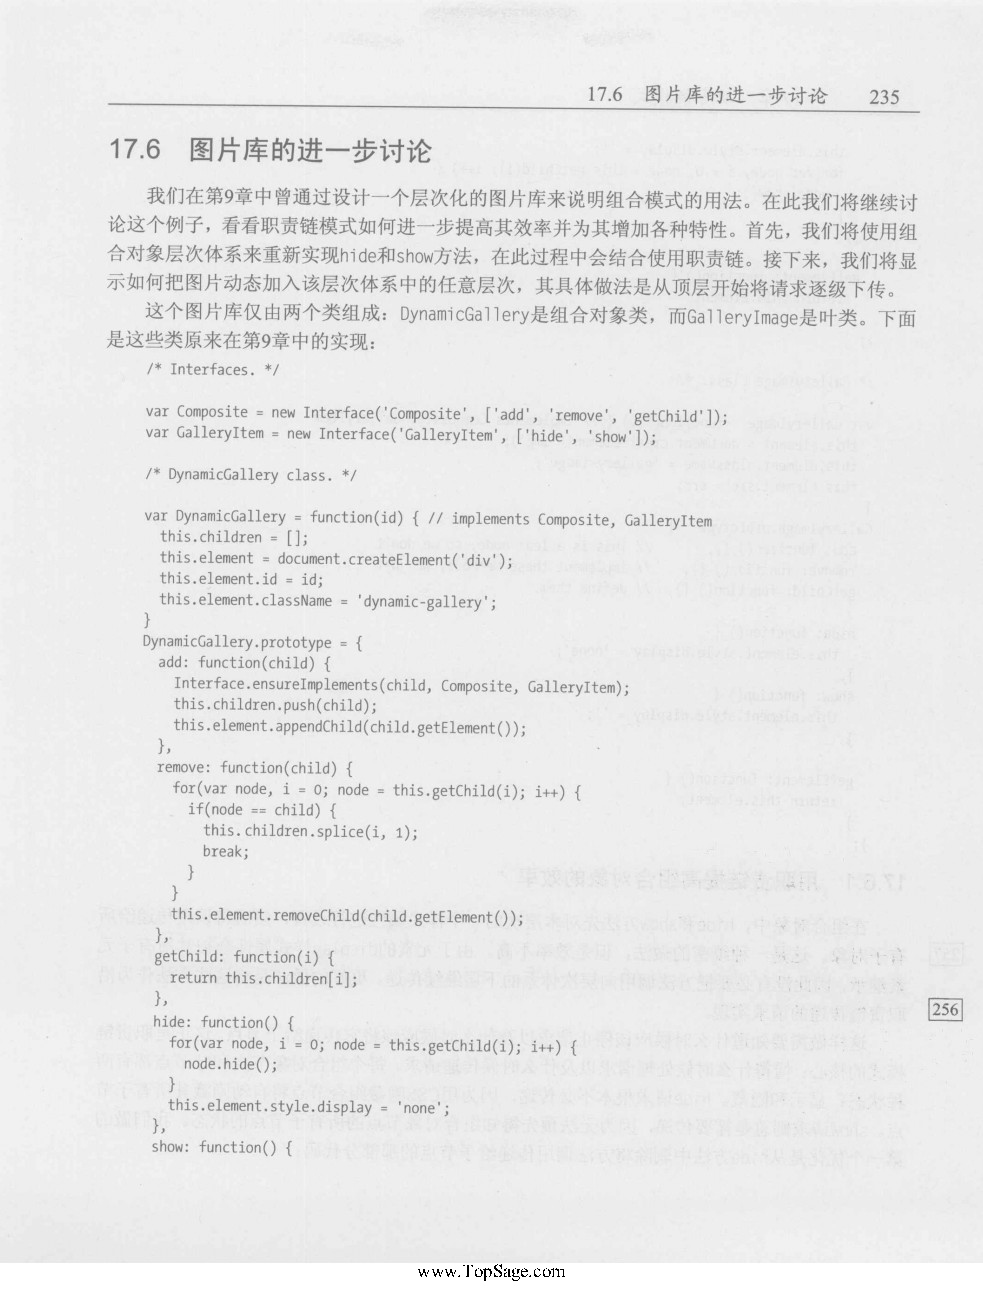 17.6 图片库的进一步讨论 235
17.6 图片库的进一步讨论
我们在第9章中曾通过设计一个层次化的图片库来说明组合模式的用法。在此我们将继续讨
论这个例子，看看职责链模式如何进一步提高其效率并为其增加各种特性。首先，我们将使用组
合对象层次体系来重新实现hide和show方法，在此过程中会结合使用职责链。接下来，我们将显
示如何把图片动态加入该层次体系中的任意层次，其具体做法是从顶层开始将请求逐级下传。
这个图片库仅由两个类组成：DynamicGallery是组合对象类，而GalleryImage是叶类。下面
是这些类原来在第9章中的实现：
/* Interfaces. */
var Composite = new Interface('Composite', ['add', 'remove', 'getChild']);
var GalleryItem = new Interface('GalleryItem', ['hide', 'show']);
/* DynamicGallery class. */
var DynamicGallery = function(id) { // implements Composite, GalleryItem
this.children = [];
this.element = document.createElement('div');
this.element.id = id;
this.element.className = 'dynamic-gallery';
}
DynamicGallery.prototype = {
add: function(child) {
Interface.ensureImplements(child, Composite, GalleryItem);
this.children.push(child);
this.element.appendChild(child.getElement());
},
remove: function(child) {
for(var node, i = 0; node = this.getChild(i); i++) {
if(node == child) {
this.children.splice(i, 1);
break;
}
}
this.element.removeChild(child.getElement());
},
getChild: function(i) {
return this.children[i];
},
256
hide: function() {
for(var node, i = 0; node = this.getChild(i); i++) {
node.hide();
}
this.element.style.display = 'none';
},
show: function() {
www.TopSage.com